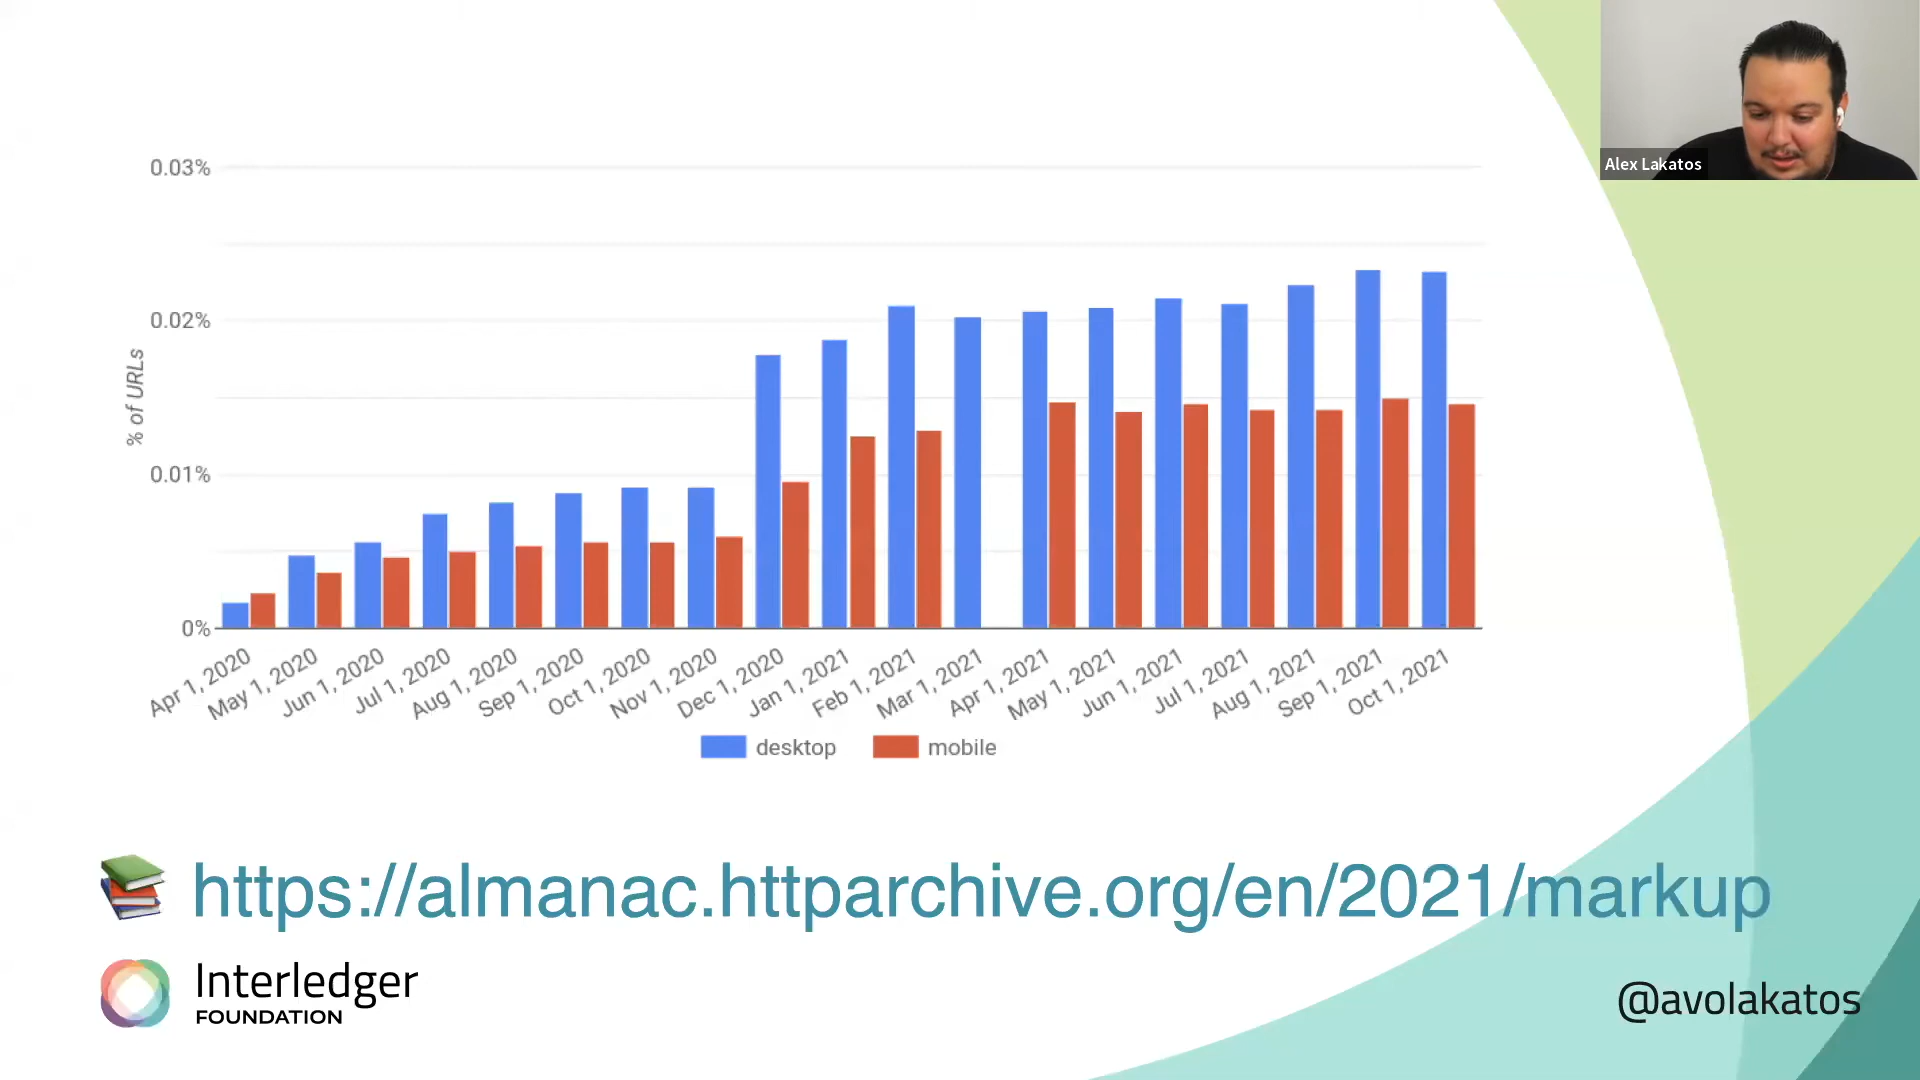 Alex Lakatos
0.03%
0.02%
0.01%
0%
% of URLs
Apr 1, 2020
May 1, 2020
Jun 1, 2020
Jul 1, 2020
Aug 1, 2020
Sep 1, 2020
Oct 1, 2020
Nov 1, 2020
Dec 1, 2020
Jan 1, 2021
Feb 1, 2021
Mar 1, 2021
Apr 1, 2021
May 1, 2021
Jun 1, 2021
Jul 1, 2021
Aug 1, 2021
Sep 1, 2021
Oct 1, 2021
desktop
mobile
https://almanac.httparchive.org/en/2021/markup
Interledger
FOUNDATION
@avolakatos